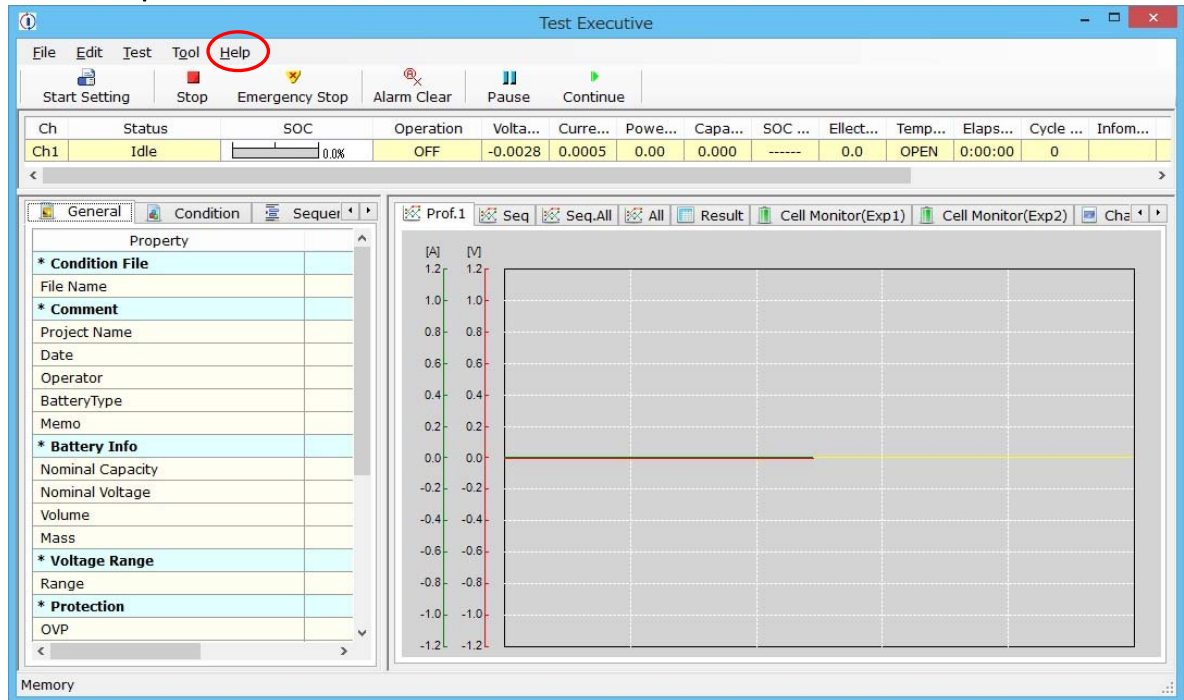 Test Executive
File Edit Test Tool Help
Start Setting Stop Emergency Stop Alarm Clear Pause Continue
Ch Status SOC Operation Volta... Curre... Powe... Capa... SOC ... Ellect... Temp... Elaps... Cycle ... Infom...
Ch1 Idle 0.0% OFF -0.0028 0.0005 0.00 0.000 ------ 0.0 OPEN 0:00:00 0
General Condition Sequer
Prof.1 Seq Seq.All All Result Cell Monitor(Exp1) Cell Monitor(Exp2) Cha
Property
* Condition File
File Name
* Comment
Project Name
Date
Operator
BatteryType
Memo
* Battery Info
Nominal Capacity
Nominal Voltage
Volume
Mass
* Voltage Range
Range
* Protection
OVP
[A] [V]
1.2 1.2
1.0 1.0
0.8 0.8
0.6 0.6
0.4 0.4
0.2 0.2
0.0 0.0
-0.2 -0.2
-0.4 -0.4
-0.6 -0.6
-0.8 -0.8
-1.0 -1.0
-1.2 -1.2
Memory